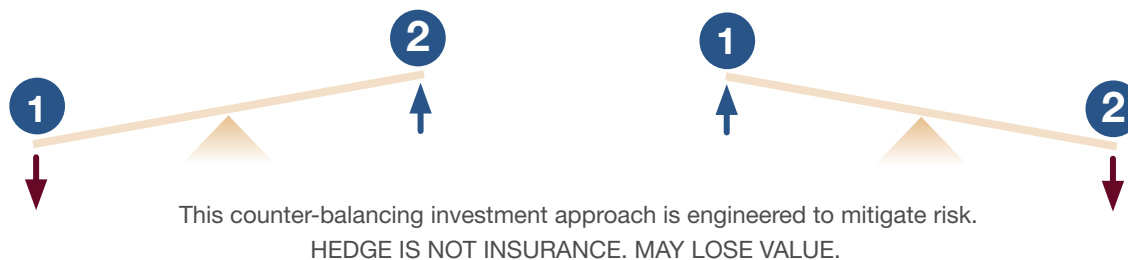 2 1
1 2
This counter-balancing investment approach is engineered to mitigate risk.
HEDGE IS NOT INSURANCE. MAY LOSE VALUE.